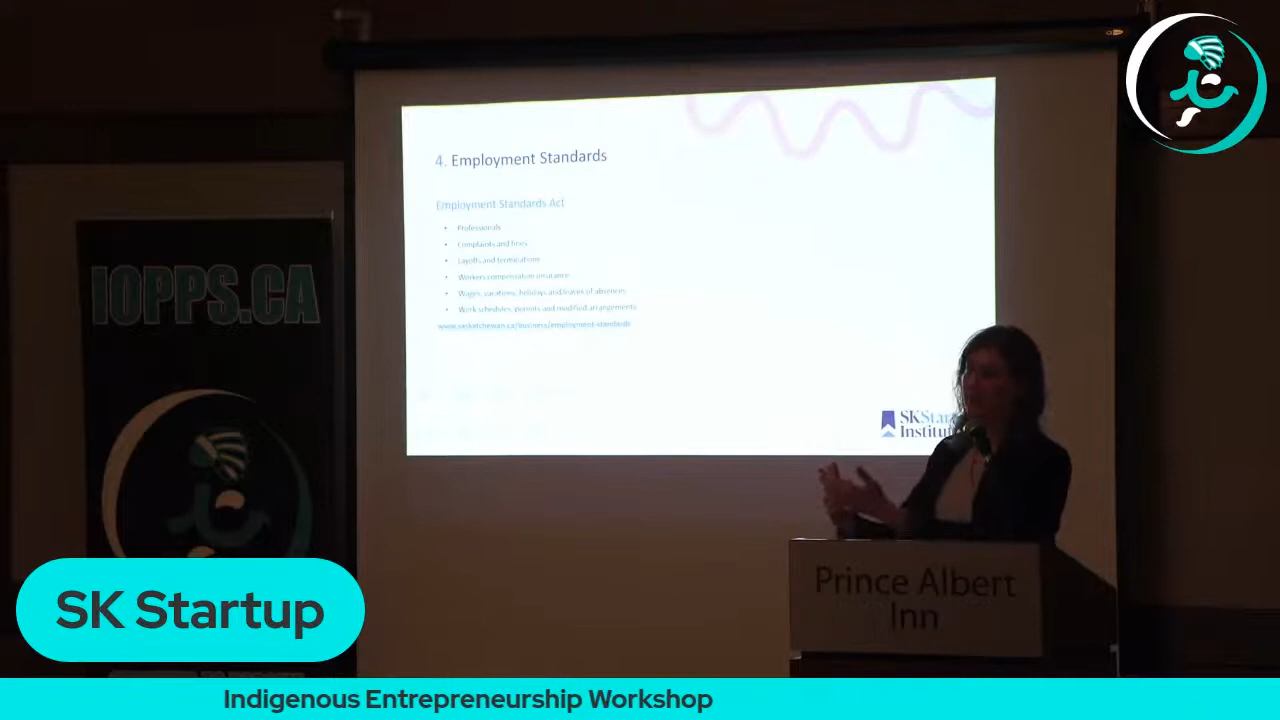 4. Employment Standards
Employment Standards Act
• Professionals
• Complaints and fines
• Layoffs and terminations
• Workers compensation insurance
• Wages, vacations, holidays and leaves of absences
• Work schedules, permits and modified arrangements
www.saskatchewan.ca/business/employment-standards
IOPPS.CA
SKStar
Institu
Prince Albert
Inn
SK Startup
Indigenous Entrepreneurship Workshop